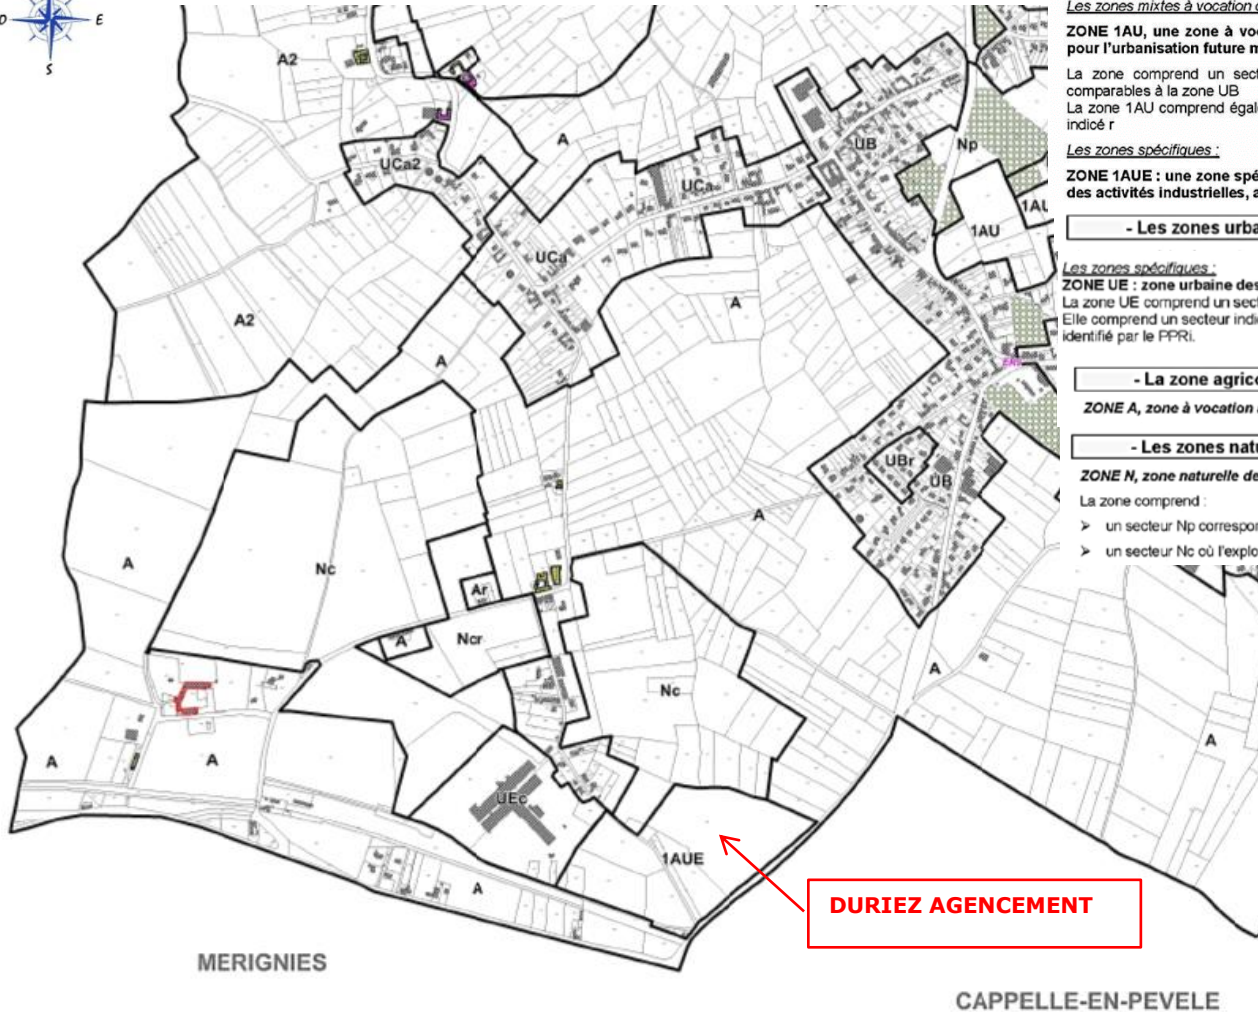 O E
S
A2
A
UCa2
UCa
UB
Np
1AU
1AU
UCa
A2
A
A
UBr
UB
A
A
Nc
Ar
A
Ncr
Nc
A
A
A
A
UEc
1AUE
A
DURIEZ AGENCEMENT
MERIGNIES
CAPPELLE-EN-PEVELE
Les zones mixtes à vocation
ZONE 1AU, une zone à vo
pour l'urbanisation future m
La zone comprend un sect
comparables à la zone UB
La zone 1AU comprend égal
indicé r
Les zones spécifiques :
ZONE 1AUE : une zone spé
des activités industrielles, a
- Les zones urba
Les zones spécifiques :
ZONE UE : zone urbaine des
La zone UE comprend un sect
Elle comprend un secteur indi
identifié par le PPRi.
- La zone agrico
ZONE A, zone à vocation
- Les zones natu
ZONE N, zone naturelle de
La zone comprend :
➢ un secteur Np correspon
➢ un secteur Nc où l'explo